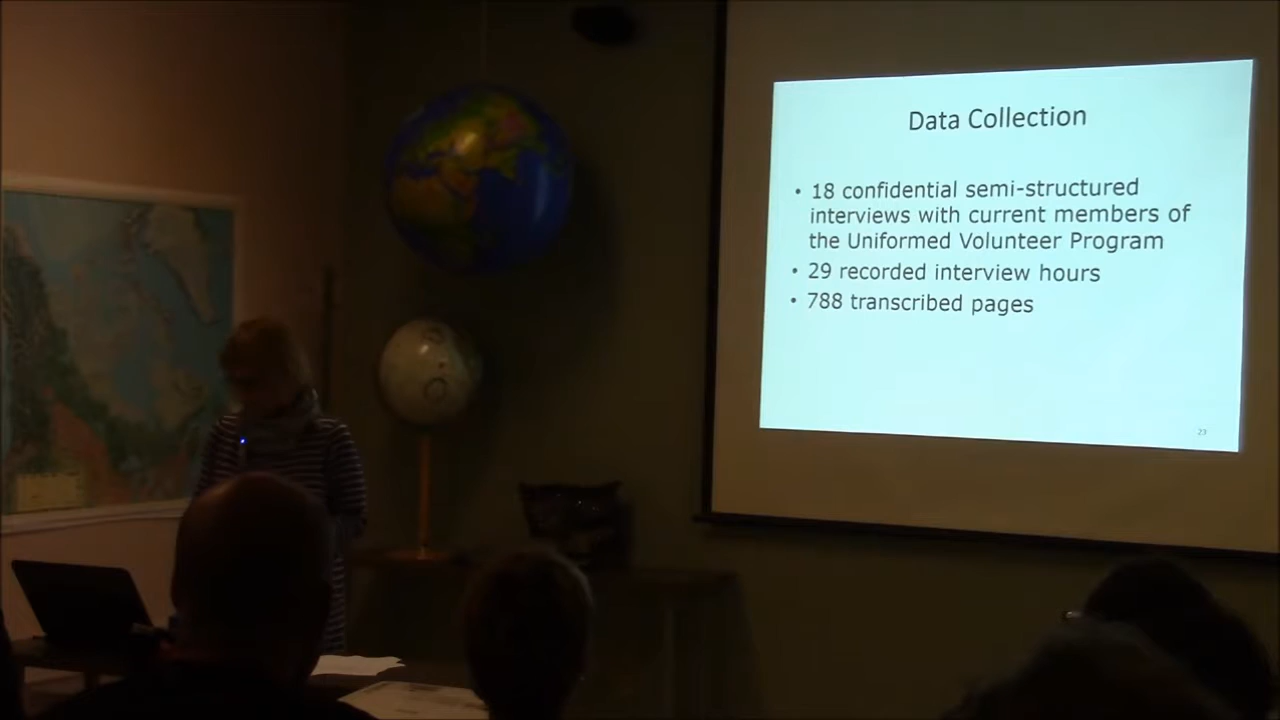 Data Collection
• 18 confidential semi-structured
interviews with current members of
the Uniformed Volunteer Program
• 29 recorded interview hours
• 788 transcribed pages
23